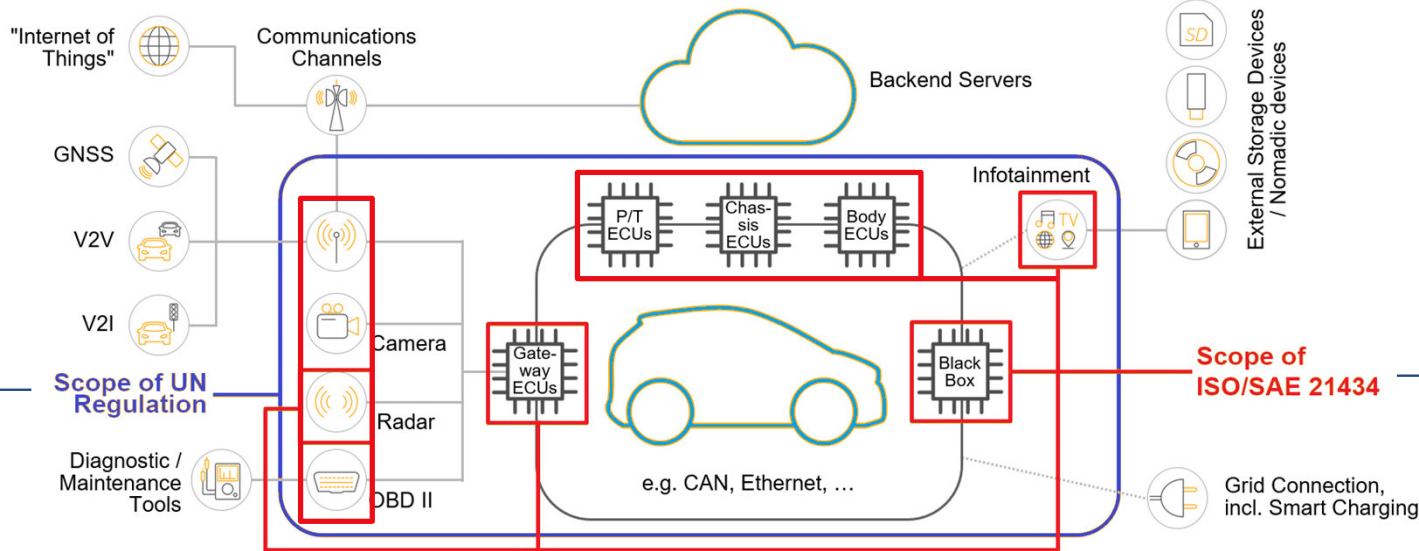 "Internet of
Things"
Communications
Channels
Backend Servers
SD
External Storage Devices
/ Nomadic devices
GNSS
V2V
V2I
Infotainment
TV
P/T
ECUs
Chas-
sis
ECUs
Body
ECUs
Camera
Gate-
way
ECUs
Black
Box
Scope of UN
Regulation
Scope of
ISO/SAE 21434
Radar
Diagnostic /
Maintenance
Tools
OBD II
e.g. CAN, Ethernet, …
Grid Connection,
incl. Smart Charging